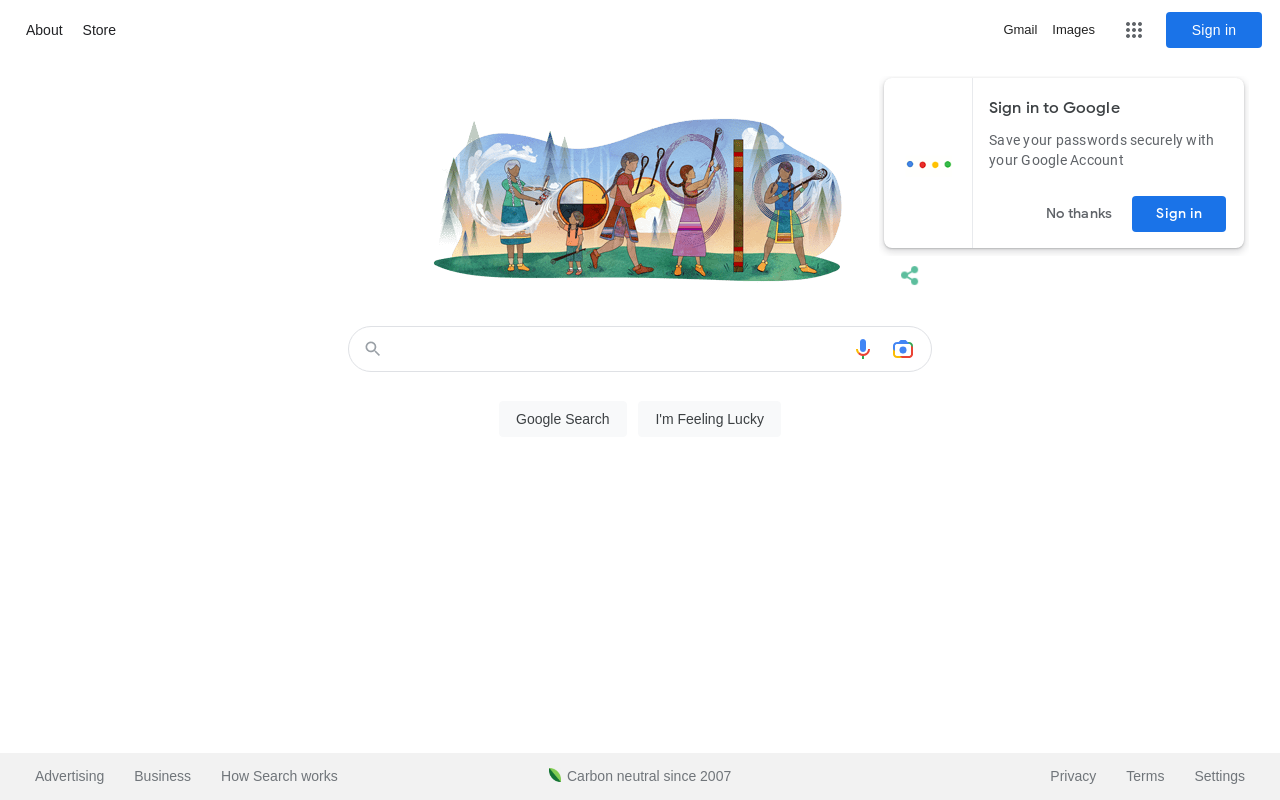 About Store
Gmail Images Sign in
Sign in to Google
Save your passwords securely with
your Google Account
No thanks Sign in
Google Search I'm Feeling Lucky
Advertising Business How Search works
Carbon neutral since 2007
Privacy Terms Settings